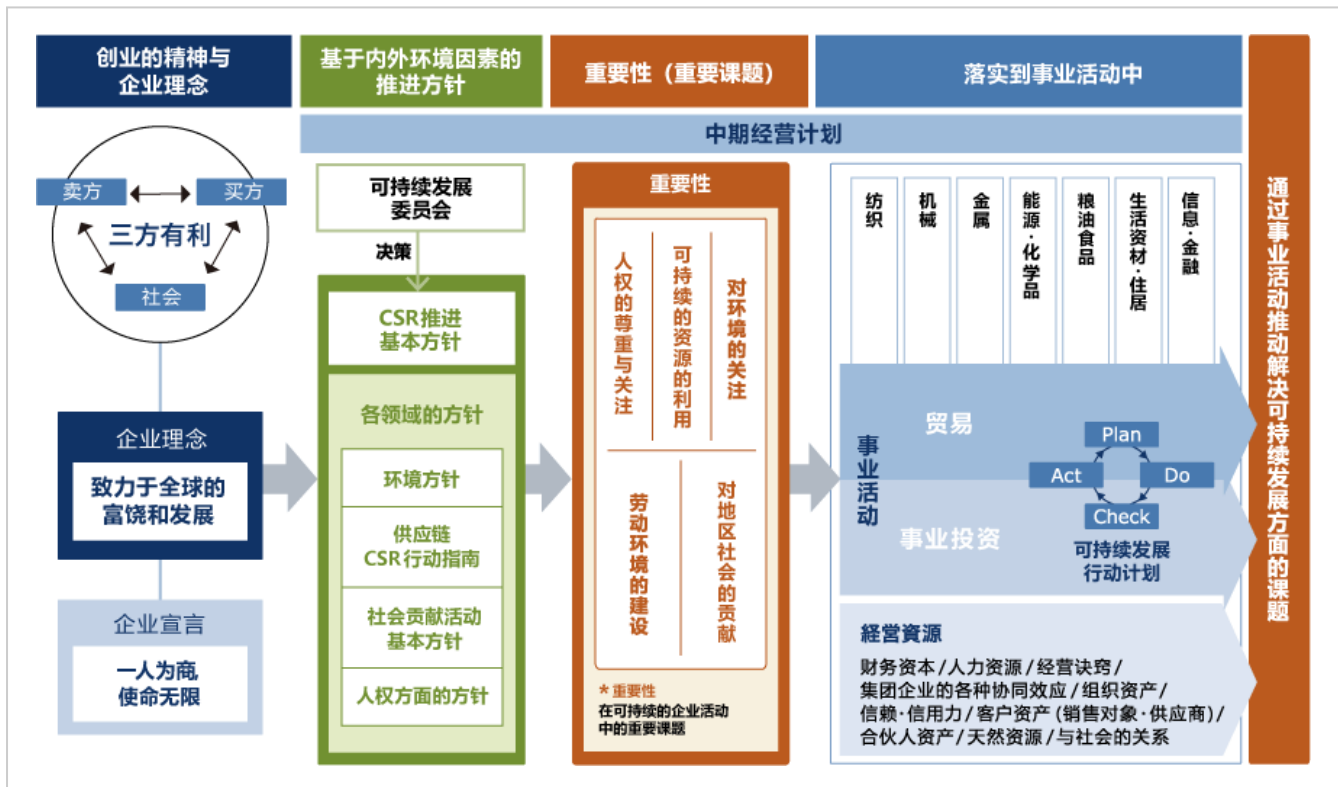 创业的精神与
企业理念
基于内外环境因素的
推进方针
重要性（重要课题）
落实到事业活动中
中期经营计划
卖方
买方
三方有利
社会
企业理念
致力于全球的
富饶和发展
企业宣言
一人为商,
使命无限
可持续发展
委员会
决策
CSR推进
基本方针
各领域的方针
环境方针
供应链
CSR行动指南
社会贡献活动
基本方针
人权方面的方针
重要性
人权的尊重与关注
可持续的资源的利用
对环境的关注
劳动环境的建设
对地区社会的贡献
*重要性
在可持续的企业活动
中的重要课题
纺织
机械
金属
能源·化学品
粮油食品
生活资材·住居
信息·金融
事业活动
贸易
事业投资
Plan
Act
Do
Check
可持续发展
行动计划
经営資源
财务资本/人力资源/经营诀窍/
集团企业的各种协同效应/组织资产/
信赖·信用力/客户资产(销售对象·供应商)/
合伙人资产/天然资源/与社会的关系
通过事业活动推动解决可持续发展方面的课题